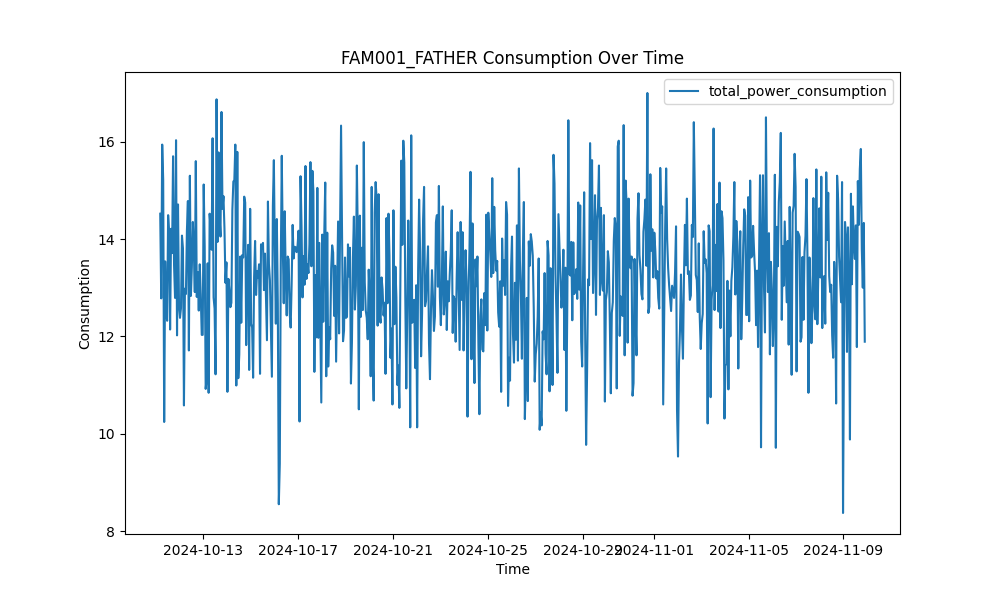 FAM001_FATHER Consumption Over Time
total_power_consumption
Consumption
16
14
12
10
8
2024-10-13 2024-10-17 2024-10-21 2024-10-25 2024-10-29 2024-11-01 2024-11-05 2024-11-09
Time